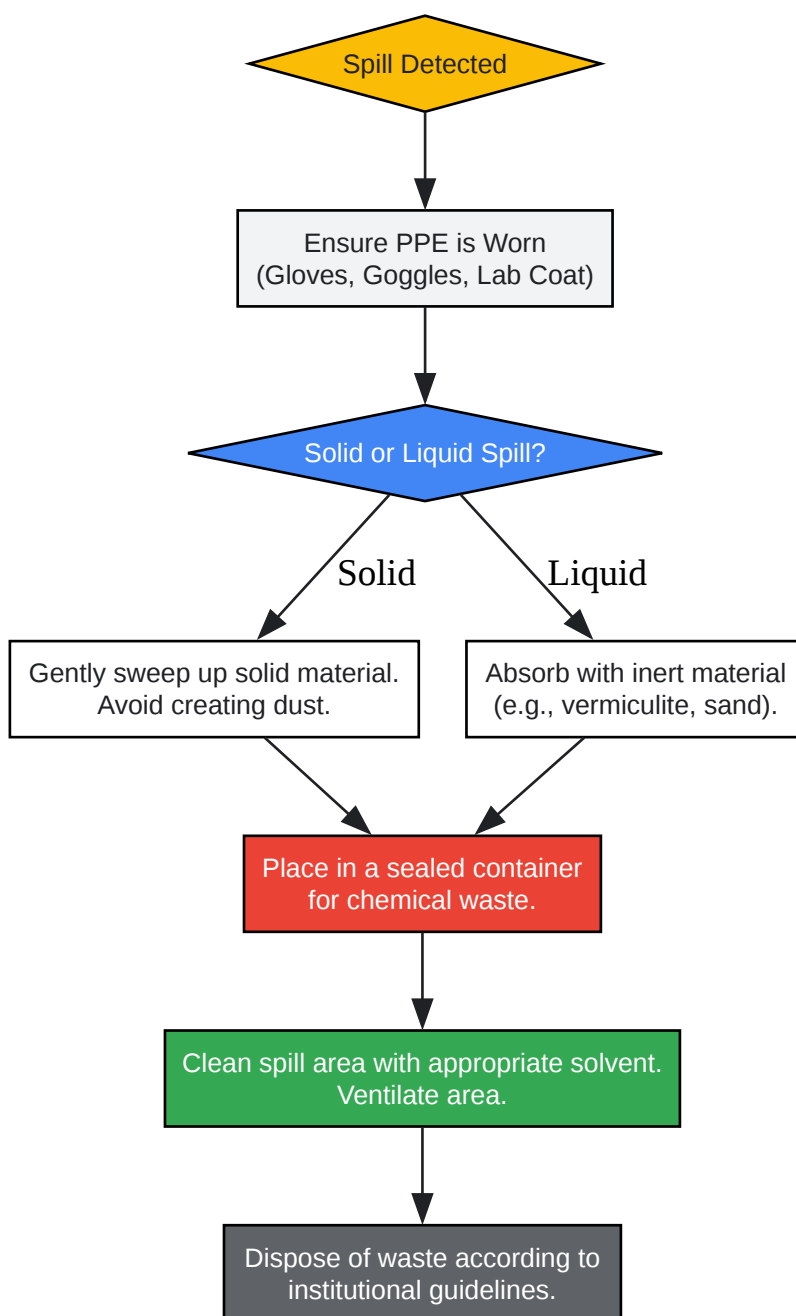 Spill Detected
Ensure PPE is Worn
(Gloves, Goggles, Lab Coat)
Solid or Liquid Spill?
Solid
Liquid
Gently sweep up solid material.
Avoid creating dust.
Absorb with inert material
(e.g., vermiculite, sand).
Place in a sealed container
for chemical waste.
Clean spill area with appropriate solvent.
Ventilate area.
Dispose of waste according to
institutional guidelines.